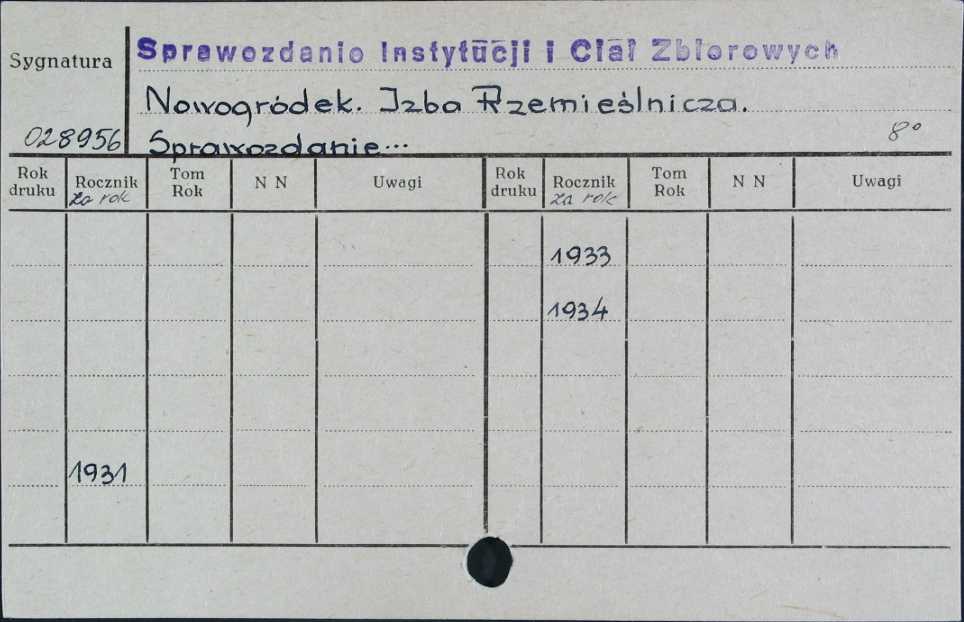 Sprawozdanie Instytucji i Ciał Zbiorowych
Sygnatura
Nowogródek. Izba Rzemieślnicza.
028956 Sprawozdanie... 8°
Rok druku Rocznik za rok Tom Rok N N Uwagi Rok druku Rocznik za rok Tom Rok N N Uwagi
1933
1934
1931